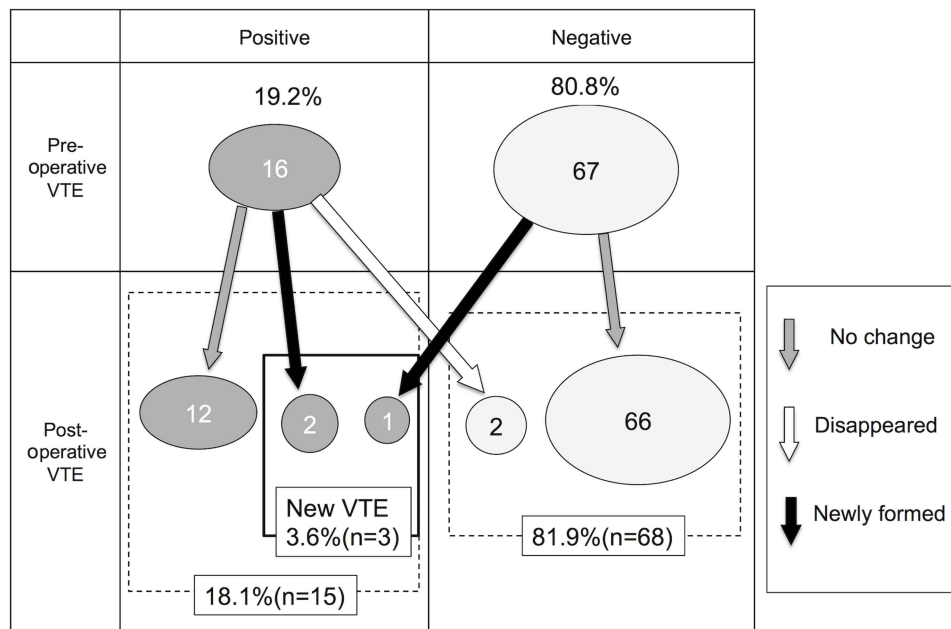 Positive
Negative
Pre-
operative
VTE
19.2%
80.8%
16
67
Post-
operative
VTE
12
2
1
2
66
New VTE
3.6%(n=3)
18.1%(n=15)
81.9%(n=68)
No change
Disappeared
Newly formed